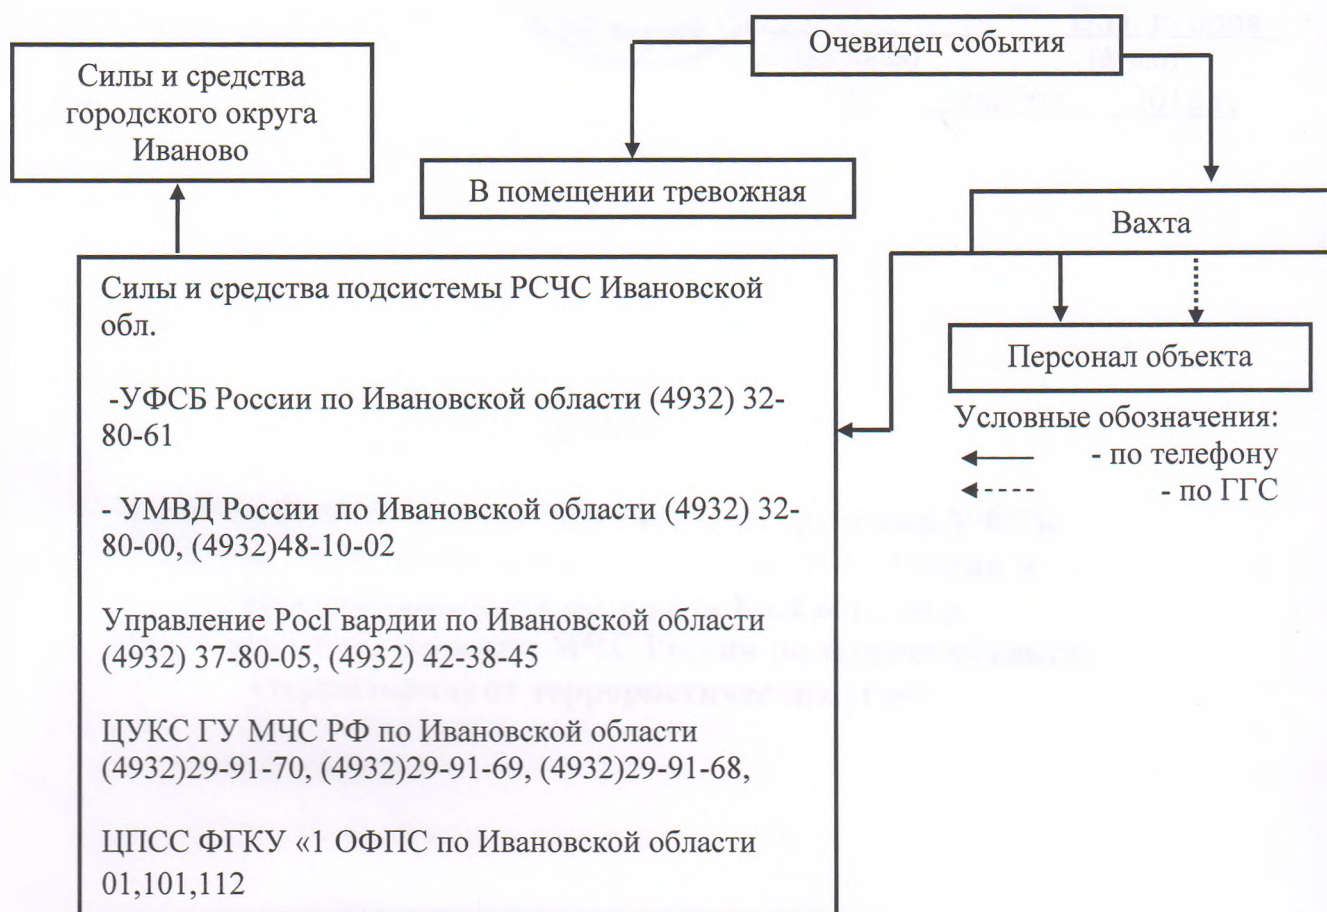 Очевидец события
Силы и средства
городского округа
Иваново
В помещении тревожная
Вахта
Силы и средства подсистемы РСЧС Ивановской
обл.
-УФСБ России по Ивановской области (4932) 32-
80-61
- УМВД России по Ивановской области (4932) 32-
80-00, (4932)48-10-02
Управление РосГвардии по Ивановской области
(4932) 37-80-05, (4932) 42-38-45
ЦУКС ГУ МЧС РФ по Ивановской области
(4932)29-91-70, (4932)29-91-69, (4932)29-91-68,
ЦПСС ФГКУ «1 ОФПС по Ивановской области
01,101,112
Персонал объекта
Условные обозначения:
- по телефону
- по ГГС